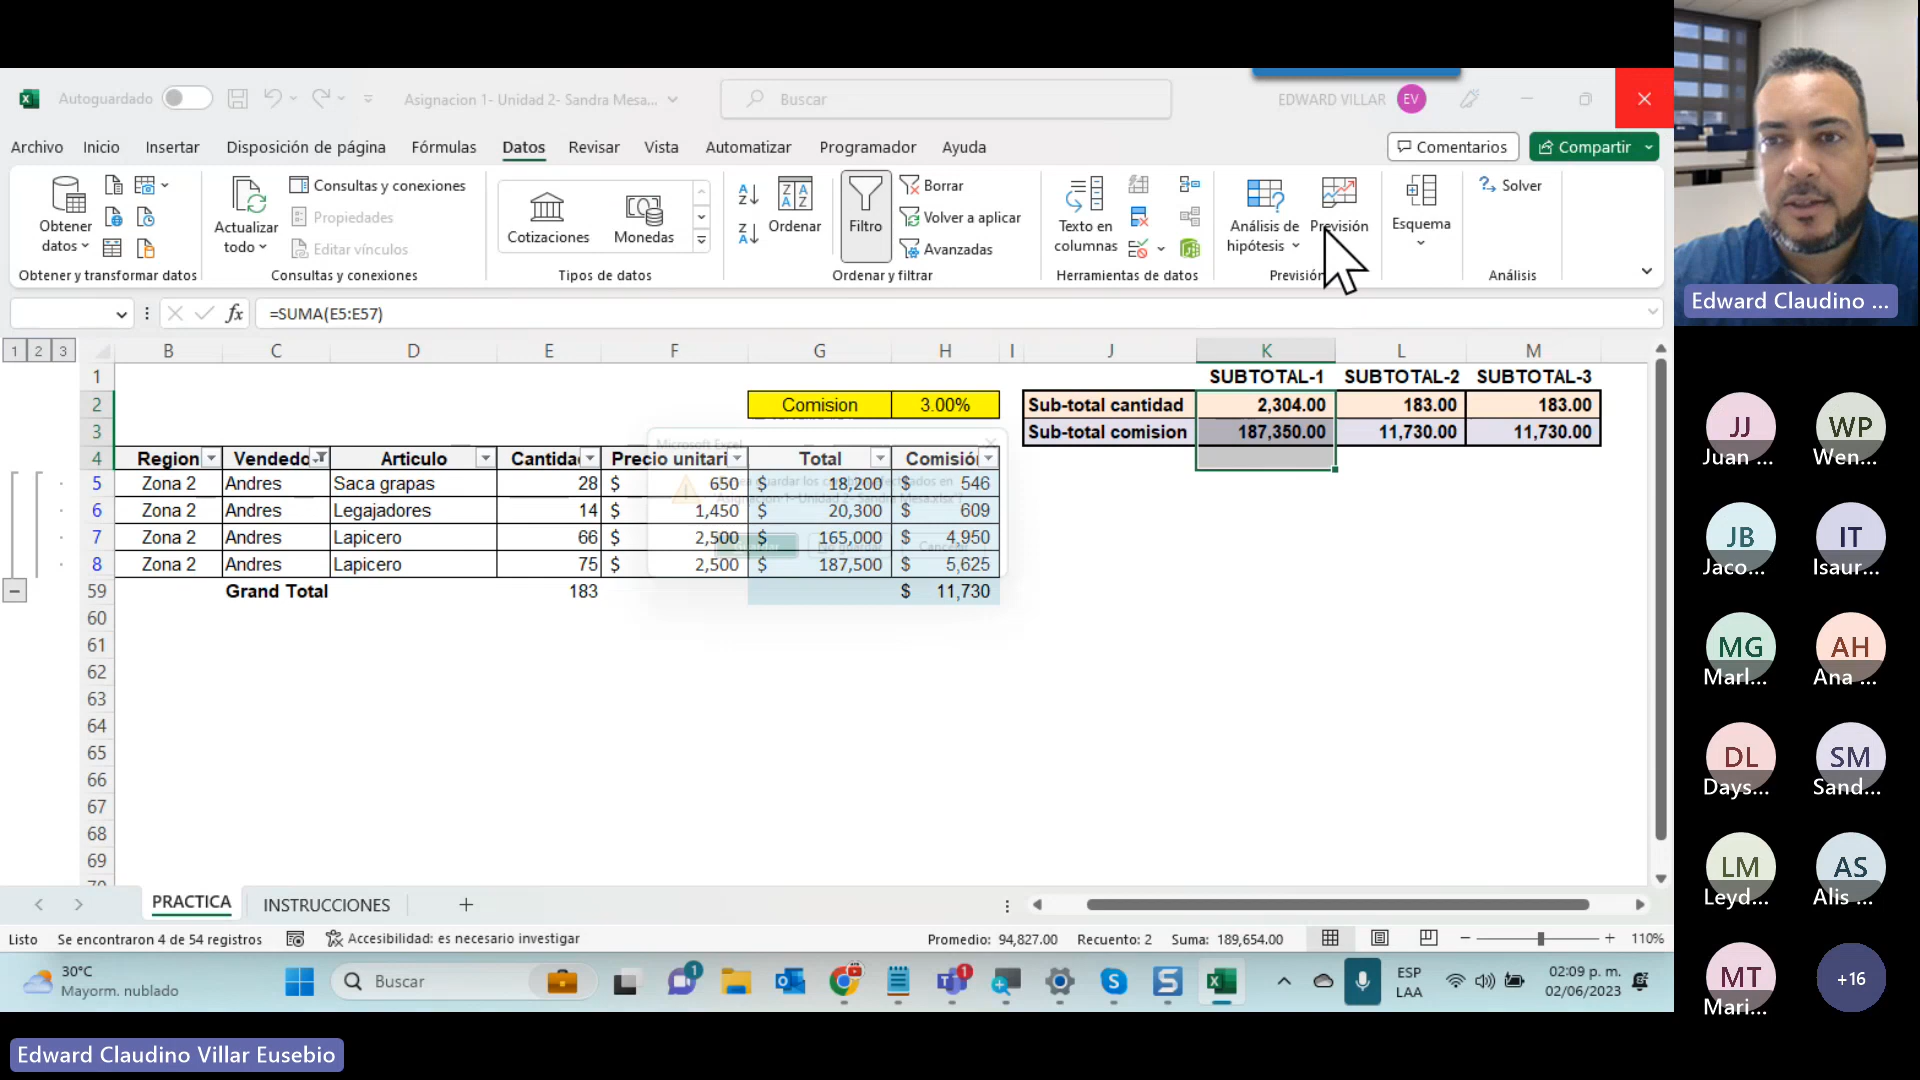 Autoguardado
Asignacion 1- Unidad 2- Sandra Mesa...
Buscar
EDWARD VILLAR
EV
Archivo Inicio Insertar Disposición de página Fórmulas Datos Revisar Vista Automatizar Programador Ayuda
Comentarios
Compartir
Obtener datos
Actualizar todo
Consultas y conexiones
Propiedades
Editar vínculos
Cotizaciones
Monedas
Ordenar
Filtro
Borrar
Volver a aplicar
Avanzadas
Texto en columnas
Análisis de hipótesis
Previsión
Esquema
Solver
Obtener y transformar datos
Consultas y conexiones
Tipos de datos
Ordenar y filtrar
Herramientas de datos
Previsión
Análisis
fx =SUMA(E5:E57)
1 2 3
B C D E F G H I J K L M
1 SUBTOTAL-1 SUBTOTAL-2 SUBTOTAL-3
2 Comision 3.00% Sub-total cantidad 2,304.00 183.00 183.00
3 Sub-total comision 187,350.00 11,730.00 11,730.00
4 Region Vendedo Articulo Cantida Precio unitari Total Comisió
5 Zona 2 Andres Saca grapas 28 $ 650 $ 18,200 $ 546
6 Zona 2 Andres Legajadores 14 $ 1,450 $ 20,300 $ 609
7 Zona 2 Andres Lapicero 66 $ 2,500 $ 165,000 $ 4,950
8 Zona 2 Andres Lapicero 75 $ 2,500 $ 187,500 $ 5,625
59 Grand Total 183 $ 11,730
60
61
62
63
64
65
66
67
68
69
Microsoft Excel
PRACTICA INSTRUCCIONES
Listo Se encontraron 4 de 54 registros Accesibilidad: es necesario investigar Promedio: 94,827.00 Recuento: 2 Suma: 189,654.00 110%
30°C
Mayorm. nublado
Buscar
1
1
ESP
LAA
02:09 p. m.
02/06/2023
Edward Claudino Villar Eusebio
Edward Claudino ...
JJ
Juan ...
WP
Wen...
JB
Jaco...
IT
Isaur...
MG
Marl...
AH
Ana ...
DL
Days...
SM
Sand...
LM
Leyd...
AS
Alis ...
MT
Mari...
+16